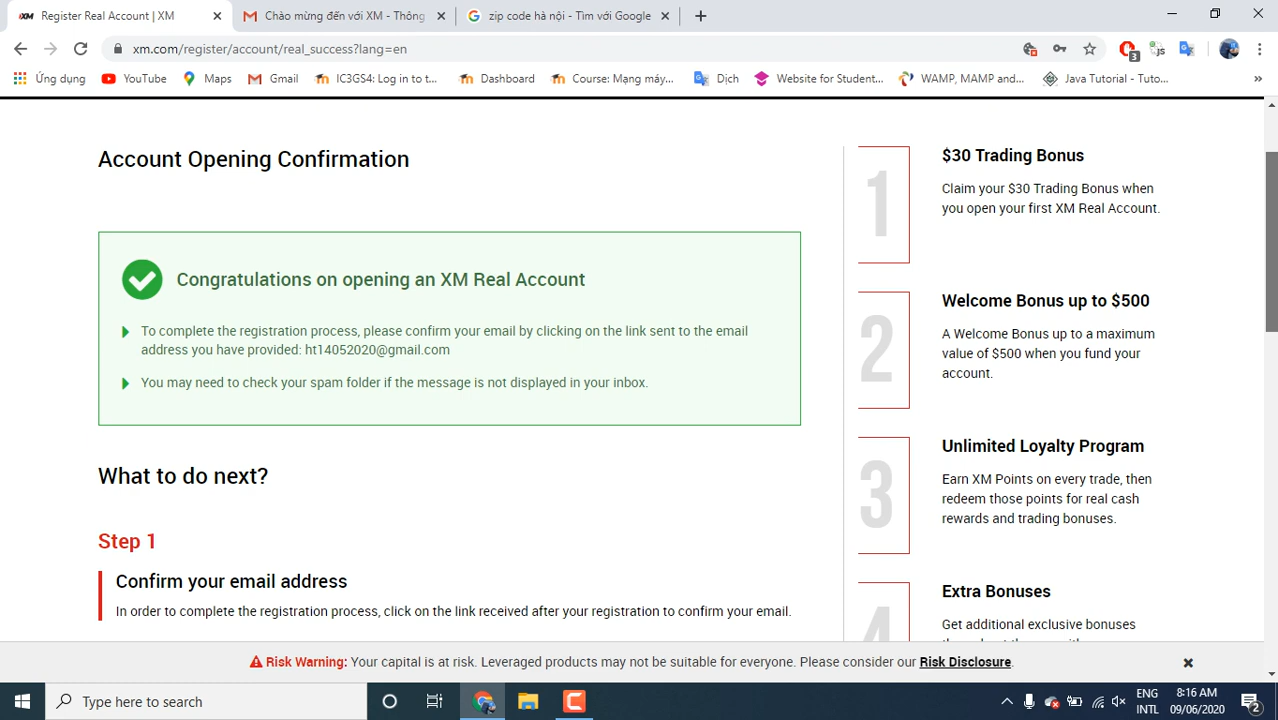 XM Register Real Account | XM
Chào mừng đến với XM - Thông
zip code hà nội - Tìm với Google
xm.com/register/account/real_success?lang=en
3
JS
Ứng dụng
YouTube
Maps
Gmail
IC3GS4: Log in to t...
Dashboard
Course: Mạng máy...
Dịch
Website for Student...
WAMP, MAMP and...
Java Tutorial - Tuto...
»
Account Opening Confirmation
Congratulations on opening an XM Real Account
To complete the registration process, please confirm your email by clicking on the link sent to the email
address you have provided: ht14052020@gmail.com
You may need to check your spam folder if the message is not displayed in your inbox.
What to do next?
Step 1
Confirm your email address
In order to complete the registration process, click on the link received after your registration to confirm your email.
1
$30 Trading Bonus
Claim your $30 Trading Bonus when
you open your first XM Real Account.
2
Welcome Bonus up to $500
A Welcome Bonus up to a maximum
value of $500 when you fund your
account.
3
Unlimited Loyalty Program
Earn XM Points on every trade, then
redeem those points for real cash
rewards and trading bonuses.
4
Extra Bonuses
Get additional exclusive bonuses
Risk Warning: Your capital is at risk. Leveraged products may not be suitable for everyone. Please consider our Risk Disclosure.
Type here to search
ENG
INTL
8:16 AM
09/06/2020
2